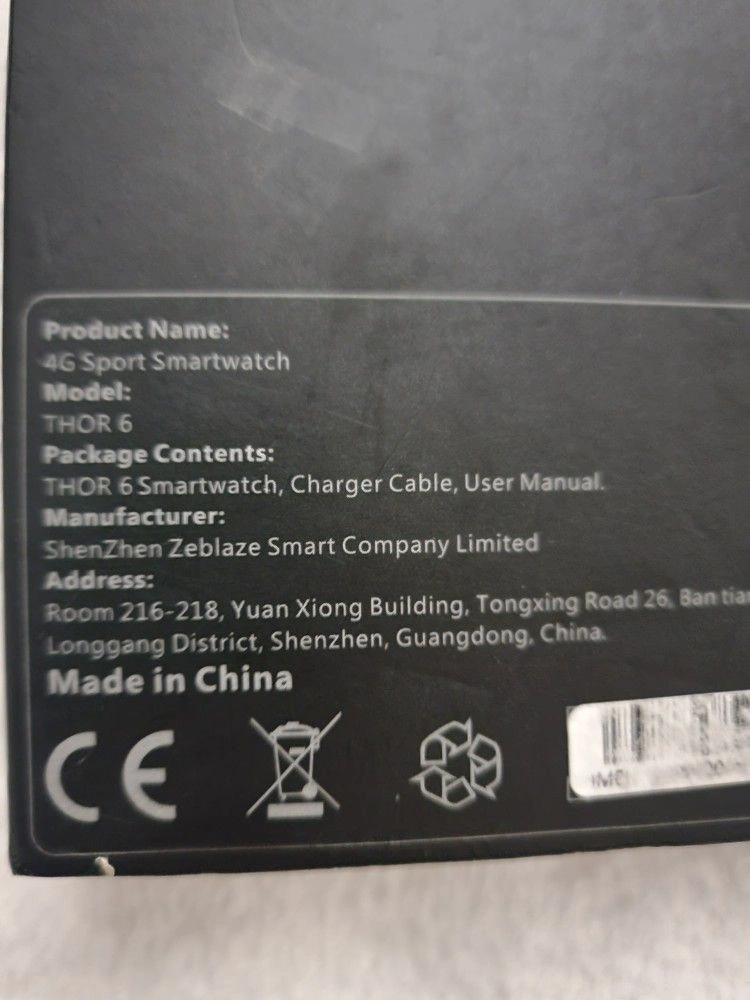 Product Name:
4G Sport Smartwatch
Model:
THOR 6
Package Contents:
THOR 6 Smartwatch, Charger Cable, User Manual.
Manufacturer:
ShenZhen Zeblaze Smart Company Limited
Address:
Room 216-218, Yuan Xiong Building, Tongxing Road 26, Ban
Longgang District, Shenzhen, Guangdong, China.
Made in China
CE